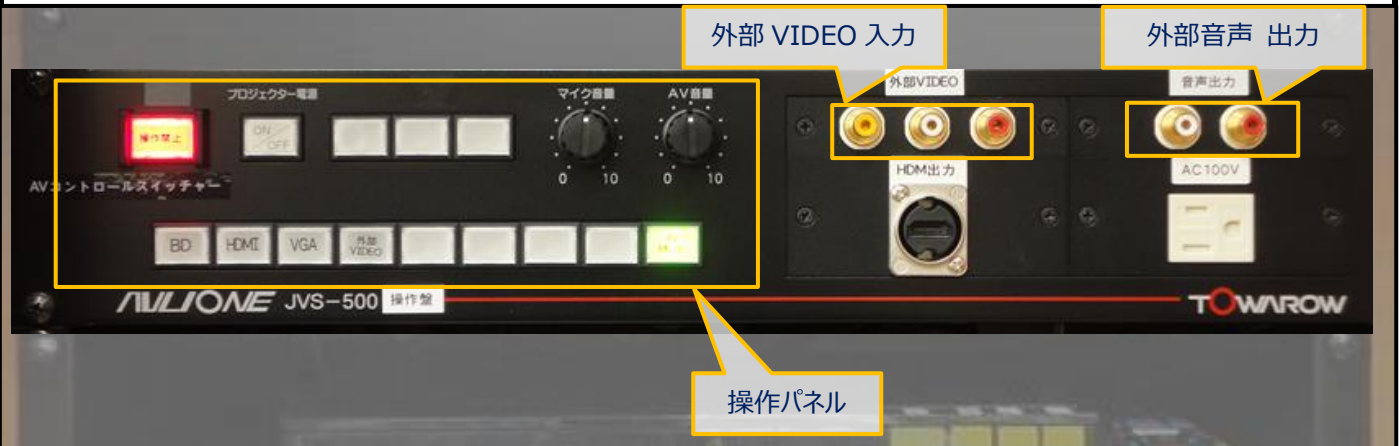 外部 VIDEO 入力
外部音声 出力
外部VIDEO
音声出力
プロジェクター電源
マイク音量
AV音量
操作禁止
ON/OFF
0 10
0 10
AVコントロールスイッチャー
HDMI出力
AC100V
BD
HDMI
VGA
外部
VIDEO
AVLIONE JVS-500
操作盤
TOWAROW
操作パネル